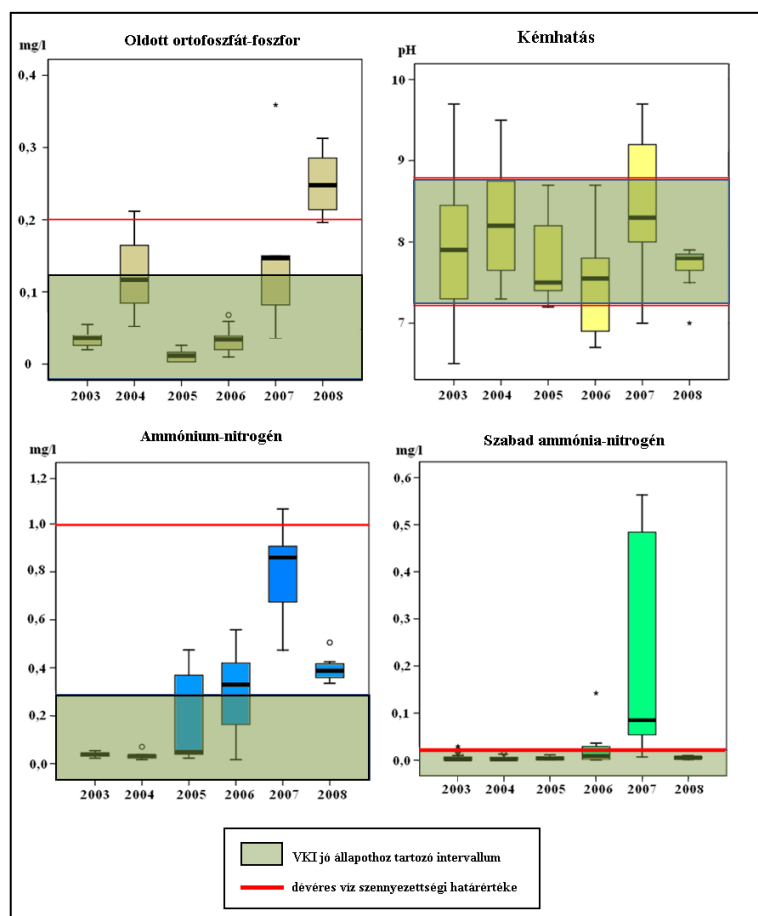 Oldott ortofoszfát-foszfor
mg/l
0,4
0,3
0,2
0,1
0
2003 2004 2005 2006 2007 2008
Kémhatás
pH
10
9
8
7
2003 2004 2005 2006 2007 2008
Ammónium-nitrogén
mg/l
1,2
1,0
0,8
0,6
0,4
0,2
0,0
2003 2004 2005 2006 2007 2008
Szabad ammónia-nitrogén
mg/l
0,6
0,5
0,4
0,3
0,2
0,1
0,0
2003 2004 2005 2006 2007 2008
VKI jó állapothoz tartozó intervallum
dévéres víz szennyezettségi határértéke